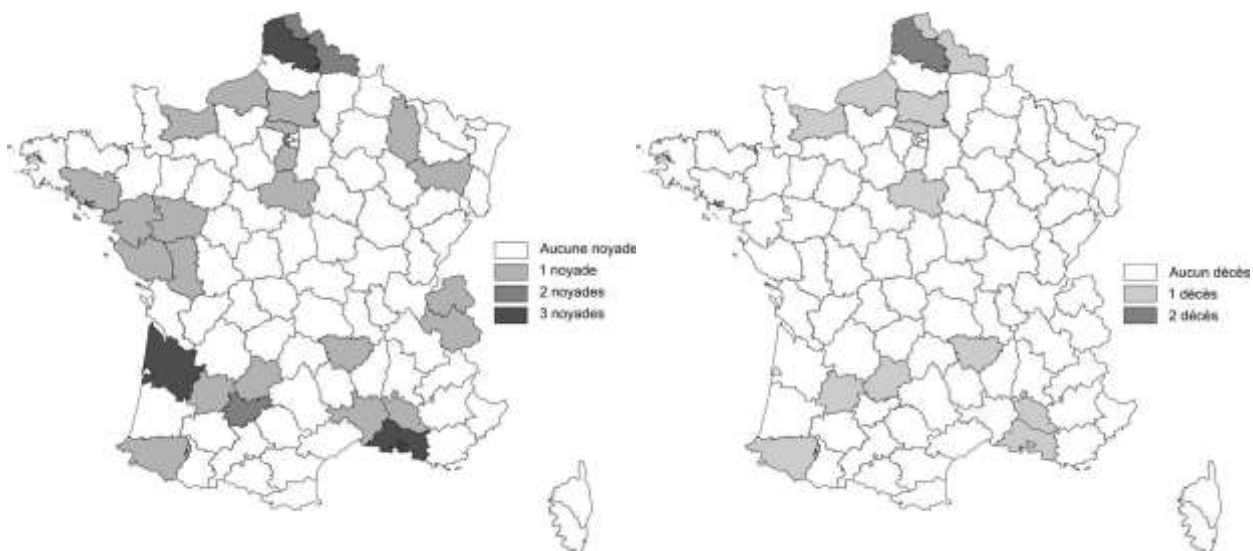 Aucune noyade
1 noyade
2 noyades
3 noyades
Aucun décès
1 décès
2 décès